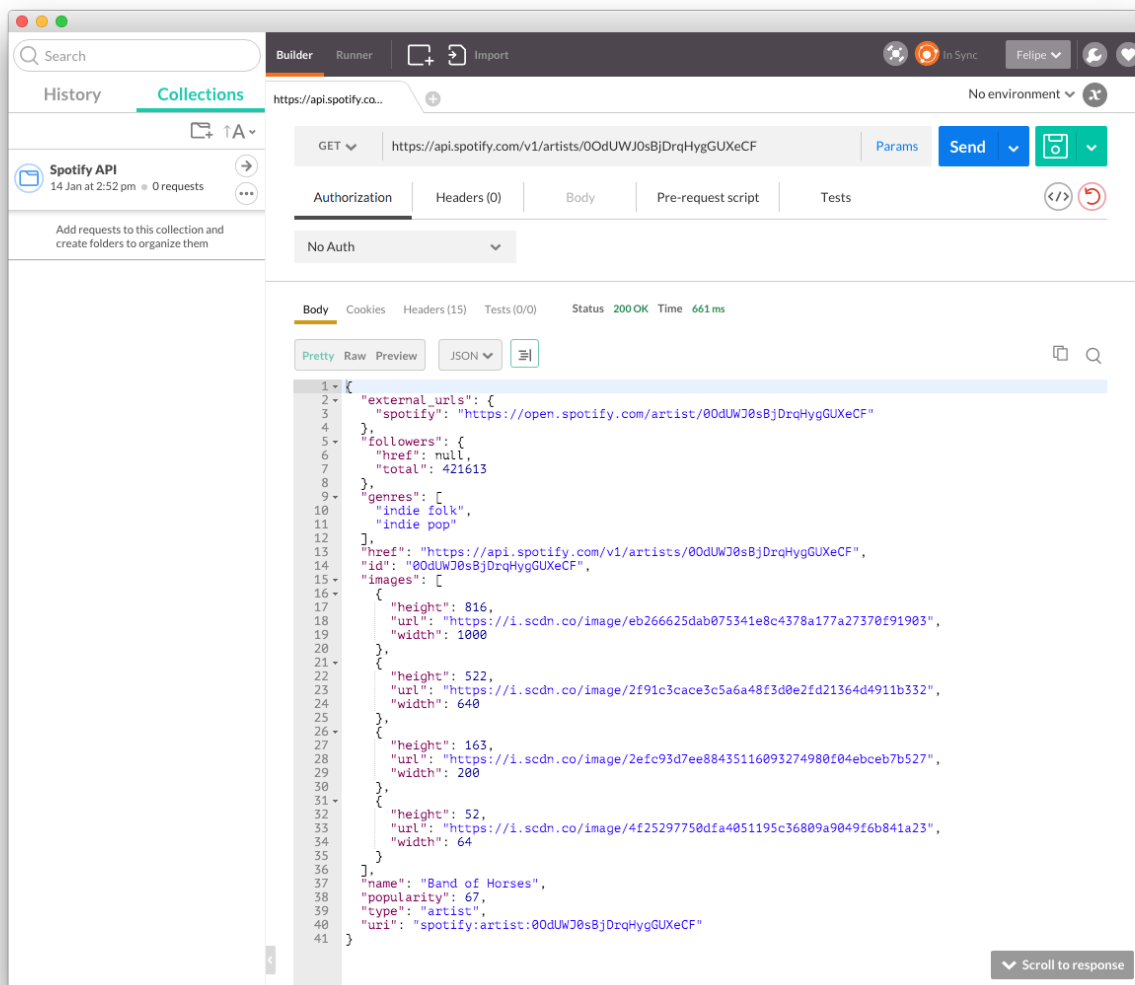 Search
Builder
Runner
Import
In Sync
Felipe
History
Collections
https://api.spotify.co...
No environment
A
GET
https://api.spotify.com/v1/artists/0OdUWJ0sBjDrqHygGUXeCF
Params
Send
Spotify API
14 Jan at 2:52 pm ● 0 requests
Add requests to this collection and
create folders to organize them
Authorization
Headers (0)
Body
Pre-request script
Tests
No Auth
Body
Cookies
Headers (15)
Tests (0/0)
Status 200 OK Time 661 ms
Pretty Raw Preview
JSON
1 {
2 "external_urls": {
3 "spotify": "https://open.spotify.com/artist/0OdUWJ0sBjDrqHygGUXeCF"
4 },
5 "followers": {
6 "href": null,
7 "total": 421613
8 },
9 "genres": [
10 "indie folk",
11 "indie pop"
12 ],
13 "href": "https://api.spotify.com/v1/artists/0OdUWJ0sBjDrqHygGUXeCF",
14 "id": "0OdUWJ0sBjDrqHygGUXeCF",
15 "images": [
16 {
17 "height": 816,
18 "url": "https://i.scdn.co/image/eb266625dab075341e8c4378a177a27370f91903",
19 "width": 1000
20 },
21 {
22 "height": 522,
23 "url": "https://i.scdn.co/image/2f91c3cace3c5a6a48f3d0e2fd21364d4911b332",
24 "width": 640
25 },
26 {
27 "height": 163,
28 "url": "https://i.scdn.co/image/2efc93d7ee88435116093274980f04ebceb7b527",
29 "width": 200
30 },
31 {
32 "height": 52,
33 "url": "https://i.scdn.co/image/4f25297750dfa4051195c36809a9049f6b841a23",
34 "width": 64
35 }
36 ],
37 "name": "Band of Horses",
38 "popularity": 67,
39 "type": "artist",
40 "uri": "spotify:artist:0OdUWJ0sBjDrqHygGUXeCF"
41 }
Scroll to response